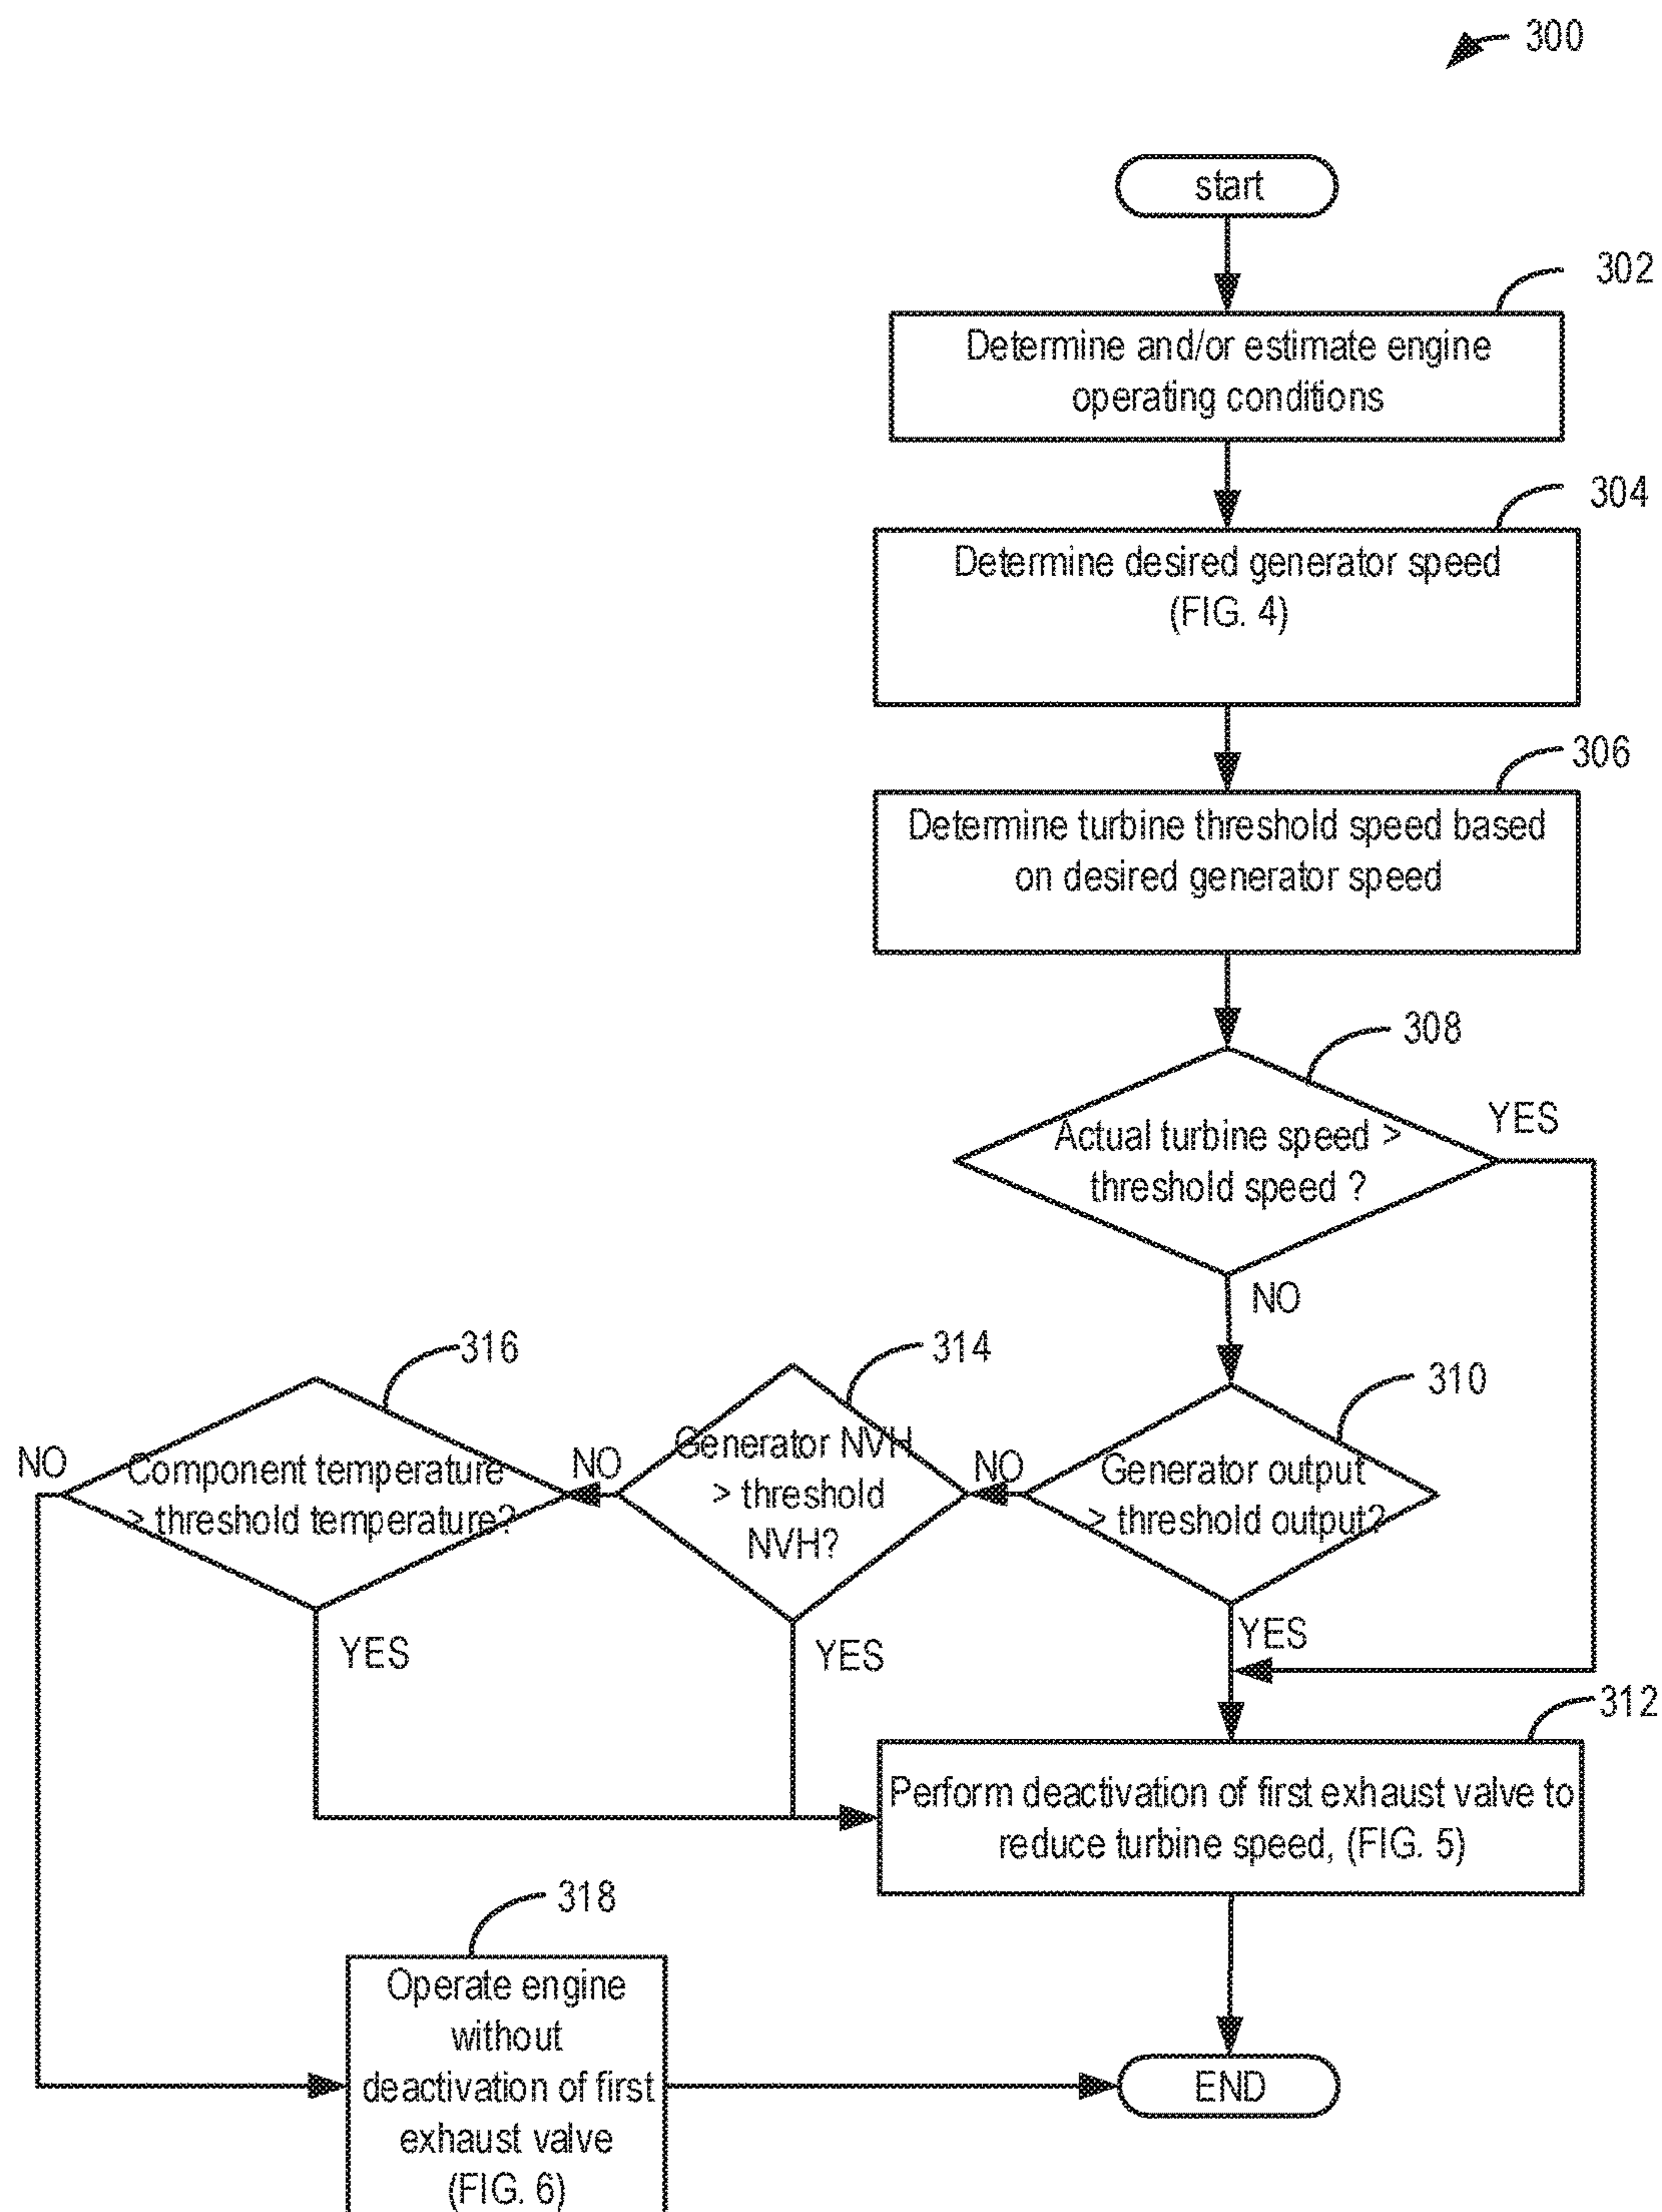 300
start
302
Determine and/or estimate engine
operating conditions
304
Determine desired generator speed
(FIG. 4)
306
Determine turbine threshold speed based
on desired generator speed
308
Actual turbine speed >
threshold speed ?
YES
NO
316
314
310
NO
Component temperature
> threshold temperature?
NO
Generator NVH
> threshold
NVH?
NO
Generator output
> threshold output?
YES
YES
YES
312
Perform deactivation of first exhaust valve to
reduce turbine speed, (FIG. 5)
318
Operate engine
without
deactivation of first
exhaust valve
(FIG. 6)
END